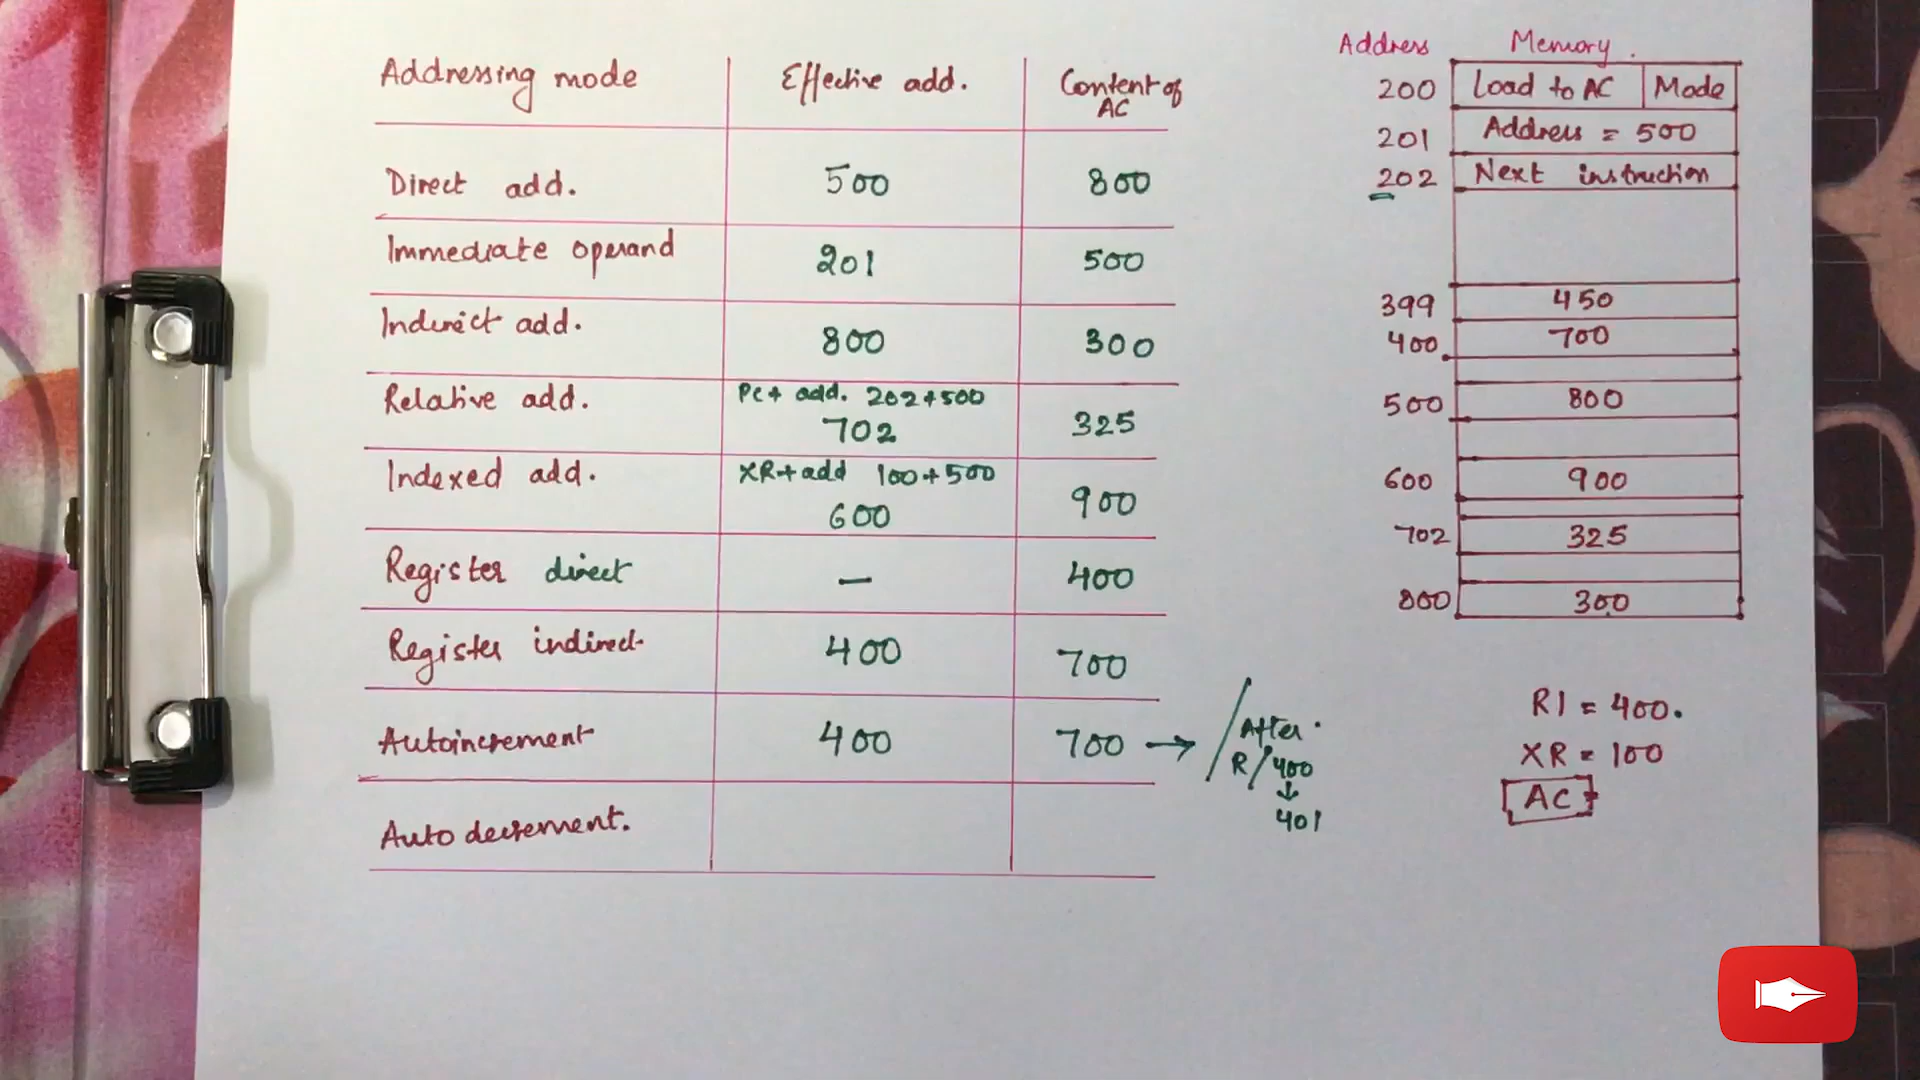 Addressing mode Effective add. Content of AC
Direct add. 500 800
Immediate operand 201 500
Indirect add. 800 300
Relative add. PC+ add. 202+500 702 325
Indexed add. XR+add 100+500 600 900
Register direct — 400
Register indirect 400 700
Autoincrement 400 700 → After R1 400 ↓ 401
Auto decrement.
Address Memory.
200 Load to AC Mode
201 Address = 500
202 Next instruction
399 450
400 700
500 800
600 900
702 325
800 300
R1 = 400.
XR = 100
AC